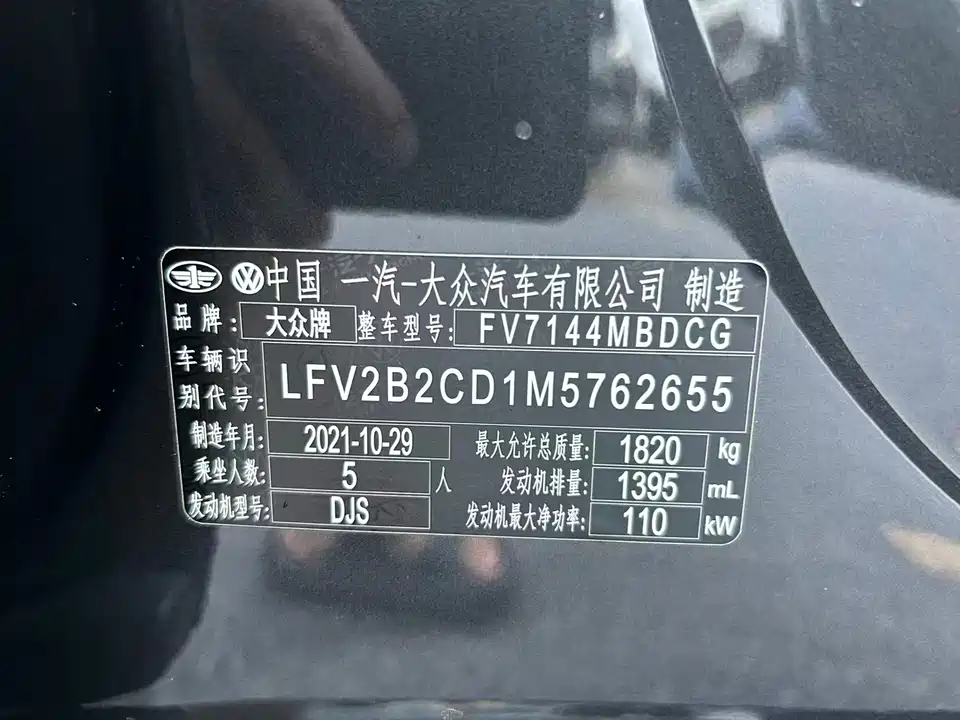 中国 一汽-大众汽车有限公司 制造
品牌: 大众牌 整车型号: FV7144MBDCG
车辆识别代号: LFV2B2CD1M5762655
制造年月: 2021-10-29 最大允许总质量: 1820 kg
乘坐人数: 5 人 发动机排量: 1395 mL
发动机型号: DJS 发动机最大净功率: 110 kW